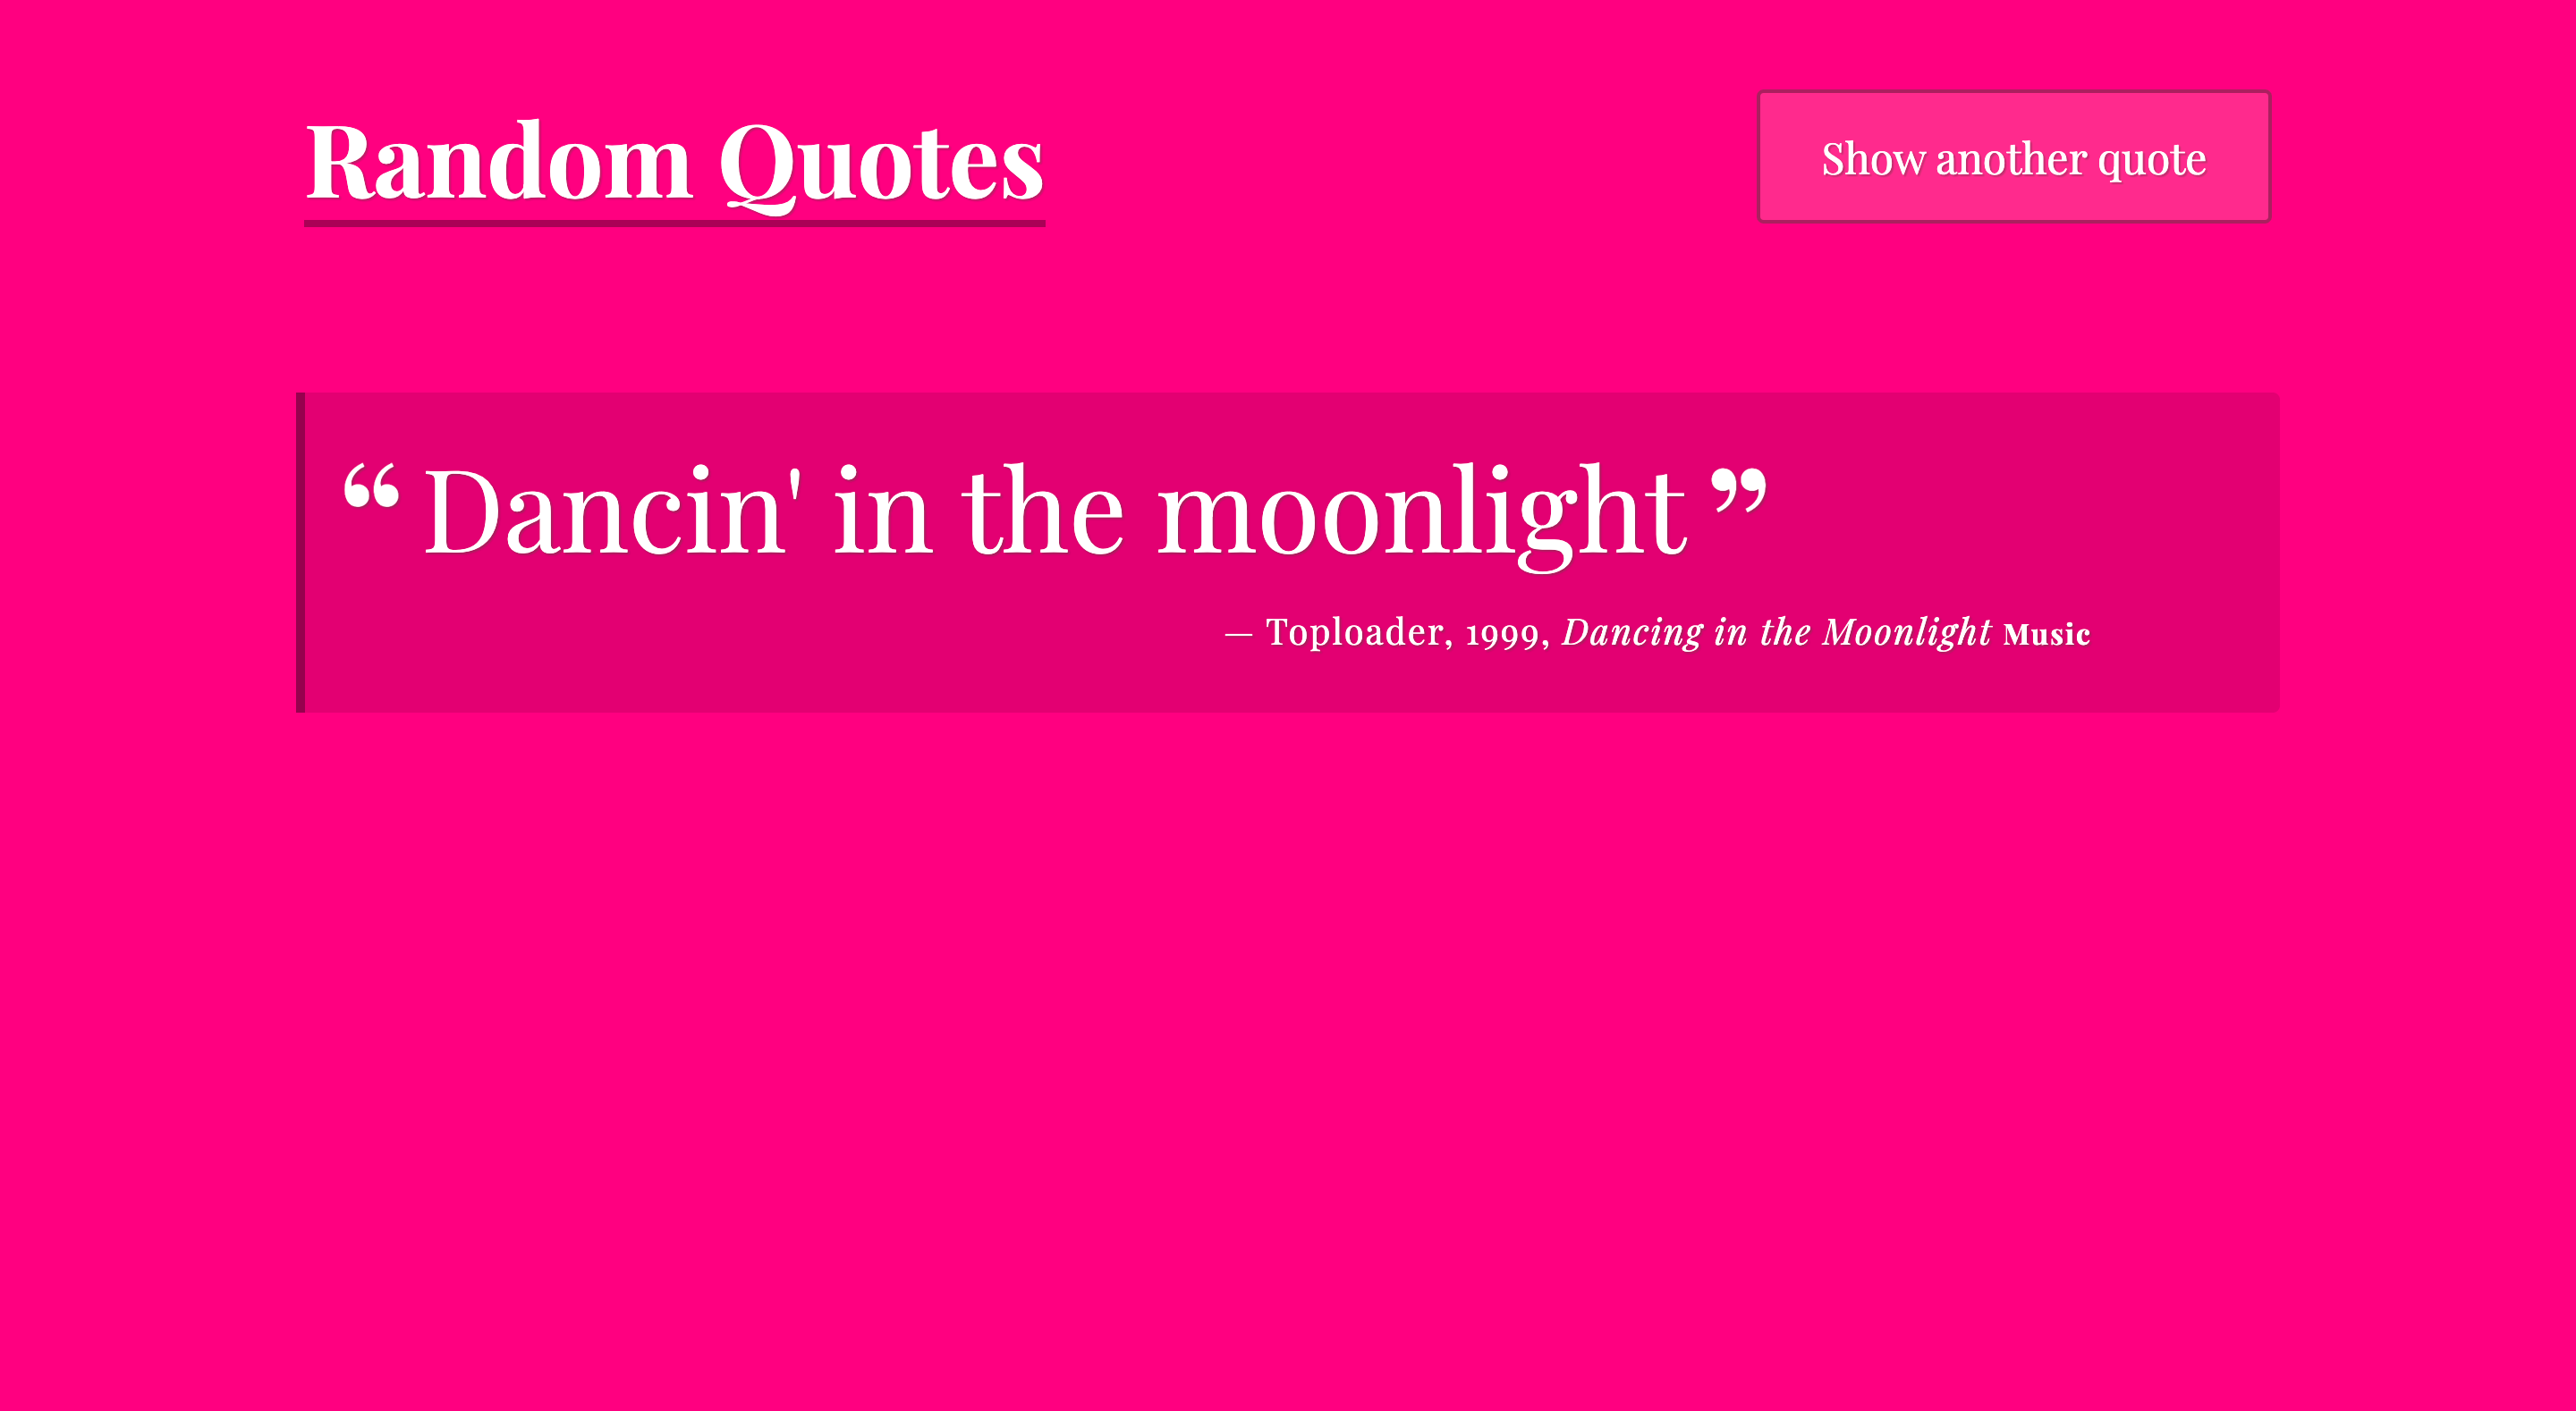 Random Quotes
Show another quote
“ Dancin' in the moonlight ”
— Toploader, 1999, Dancing in the Moonlight Music